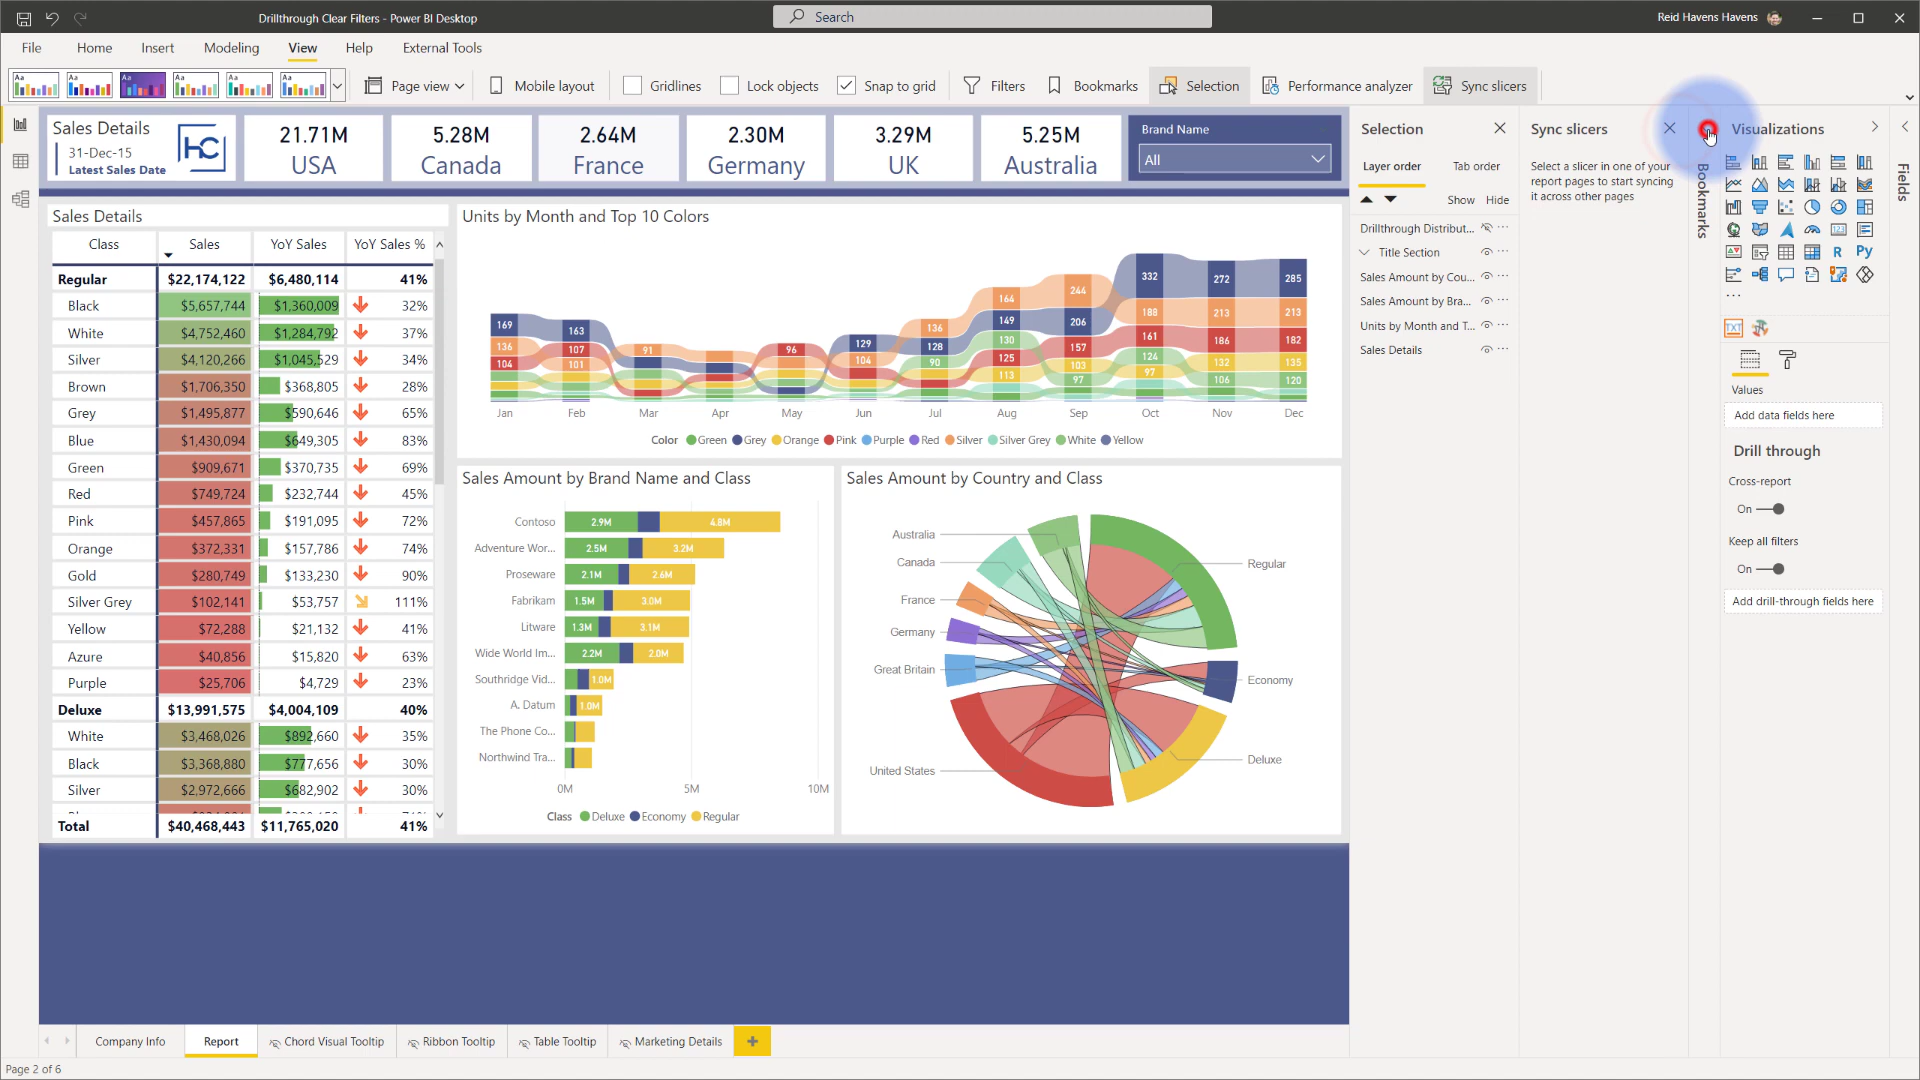 Drillthrough Clear Filters - Power BI Desktop
Search
Reid Havens Havens
File Home Insert Modeling View Help External Tools
Aa Aa Aa Aa Aa Aa
Page view
Mobile layout
Gridlines
Lock objects
Snap to grid
Filters
Bookmarks
Selection
Performance analyzer
Sync slicers
Sales Details
31-Dec-15
Latest Sales Date
hC
21.71M
USA
5.28M
Canada
2.64M
France
2.30M
Germany
3.29M
UK
5.25M
Australia
Brand Name
All
Sales Details
Class Sales YoY Sales YoY Sales %
Regular $22,174,122 $6,480,114 41%
Black $5,657,744 $1,360,009 32%
White $4,752,460 $1,284,792 37%
Silver $4,120,266 $1,045,529 34%
Brown $1,706,350 $368,805 28%
Grey $1,495,877 $590,646 65%
Blue $1,430,094 $649,305 83%
Green $909,671 $370,735 69%
Red $749,724 $232,744 45%
Pink $457,865 $191,095 72%
Orange $372,331 $157,786 74%
Gold $280,749 $133,230 90%
Silver Grey $102,141 $53,757 111%
Yellow $72,288 $21,132 41%
Azure $40,856 $15,820 63%
Purple $25,706 $4,729 23%
Deluxe $13,991,575 $4,004,109 40%
White $3,468,026 $892,660 35%
Black $3,368,880 $777,656 30%
Silver $2,972,666 $682,902 30%
Total $40,468,443 $11,765,020 41%
Units by Month and Top 10 Colors
169 136 104
163 107 101
91
96
129 104
136 128 90
164 149 130 125 113
244 206 157 103 97
332 188 161 124 97
272 213 186 132 106
285 213 182 135 120
Jan Feb Mar Apr May Jun Jul Aug Sep Oct Nov Dec
Color Green Grey Orange Pink Purple Red Silver Silver Grey White Yellow
Sales Amount by Brand Name and Class
Contoso 2.9M 4.8M
Adventure Wor... 2.5M 3.2M
Proseware 2.1M 2.6M
Fabrikam 1.5M 3.0M
Litware 1.3M 3.1M
Wide World Im... 2.2M 2.0M
Southridge Vid... 1.0M
A. Datum 1.0M
The Phone Co...
Northwind Tra...
0M 5M 10M
Class Deluxe Economy Regular
Sales Amount by Country and Class
Australia
Canada
France
Germany
Great Britain
United States
Regular
Economy
Deluxe
Selection
Layer order Tab order
Show Hide
Drillthrough Distribut...
Title Section
Sales Amount by Cou...
Sales Amount by Bra...
Units by Month and T...
Sales Details
Sync slicers
Select a slicer in one of your
report pages to start syncing
it across other pages
Bookmarks
Visualizations
123
R Py
TXT
Values
Add data fields here
Drill through
Cross-report
On
Keep all filters
On
Add drill-through fields here
Fields
Company Info Report Chord Visual Tooltip Ribbon Tooltip Table Tooltip Marketing Details
Page 2 of 6